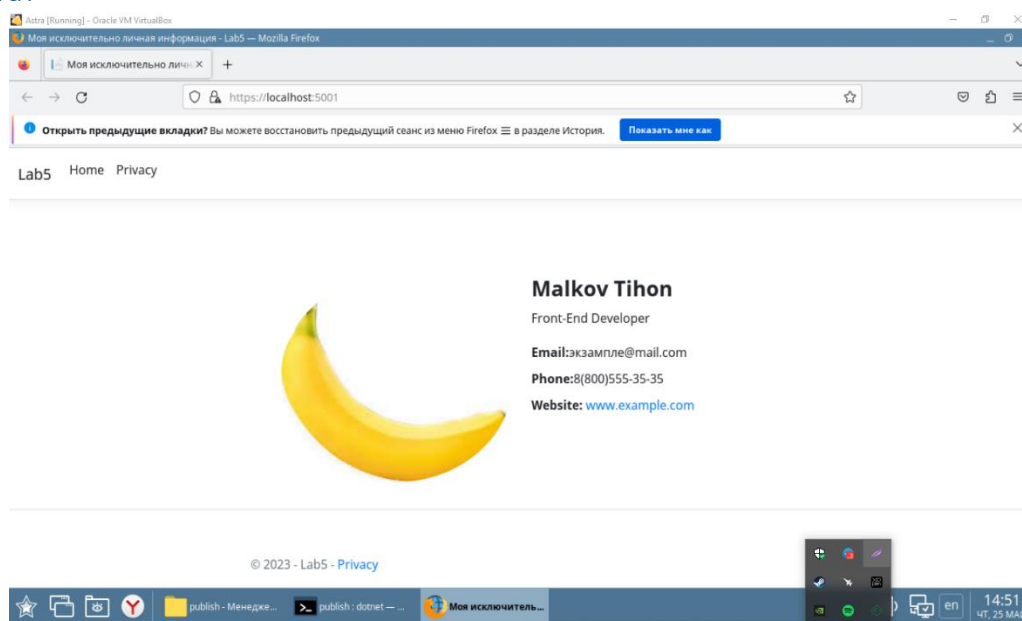 Astra [Running] - Oracle VM VirtualBox
Моя исключительно личная информация - Lab5 — Mozilla Firefox
Моя исключительно личн
https://localhost:5001
Открыть предыдущие вкладки? Вы можете восстановить предыдущий сеанс из меню Firefox ☰ в разделе История. Показать мне как
Lab5 Home Privacy
Malkov Tihon
Front-End Developer
Email:экзампле@mail.com
Phone:8(800)555-35-35
Website: www.example.com
© 2023 - Lab5 - Privacy
publish - Менедже... publish : dotnet — ... Моя исключитель... en 14:51
ЧТ, 25